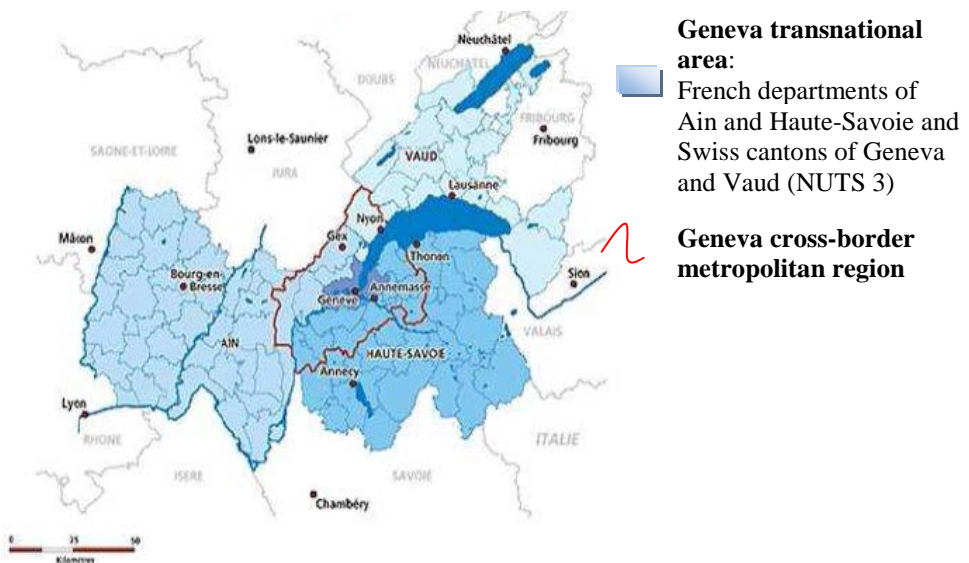 Neuchâtel
NEUCHATEL
DOUBS
FRIBOURG
Fribourg
Lons-le-Saunier
SAONE-ET-LOIRE
JURA
VAUD
Lausanne
Nyon
Gex
Mâcon
Thonon
Sion
Bourg-en-
Bresse
Genève
Annemasse
VALAIS
AIN
HAUTE-SAVOIE
Annecy
Lyon
RHONE
ITALIE
ISERE
SAVOIE
Chambéry
0 25 50
Kilomètres
Geneva transnational
area:
French departments of
Ain and Haute-Savoie and
Swiss cantons of Geneva
and Vaud (NUTS 3)
Geneva cross-border
metropolitan region